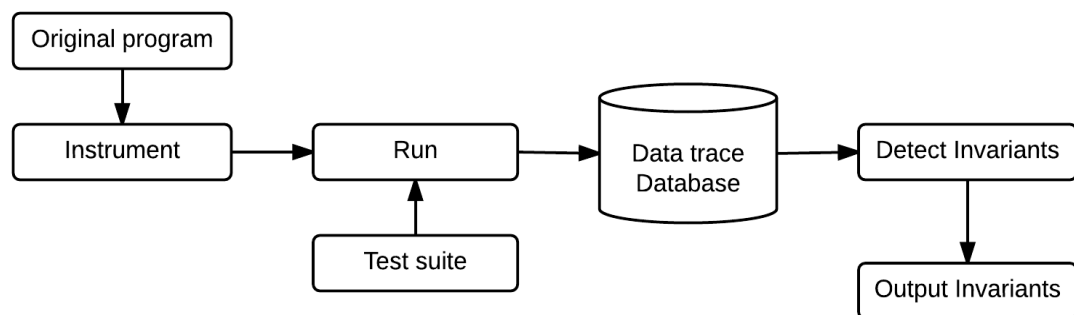 Original program
Instrument
Run
Test suite
Data trace
Database
Detect Invariants
Output Invariants